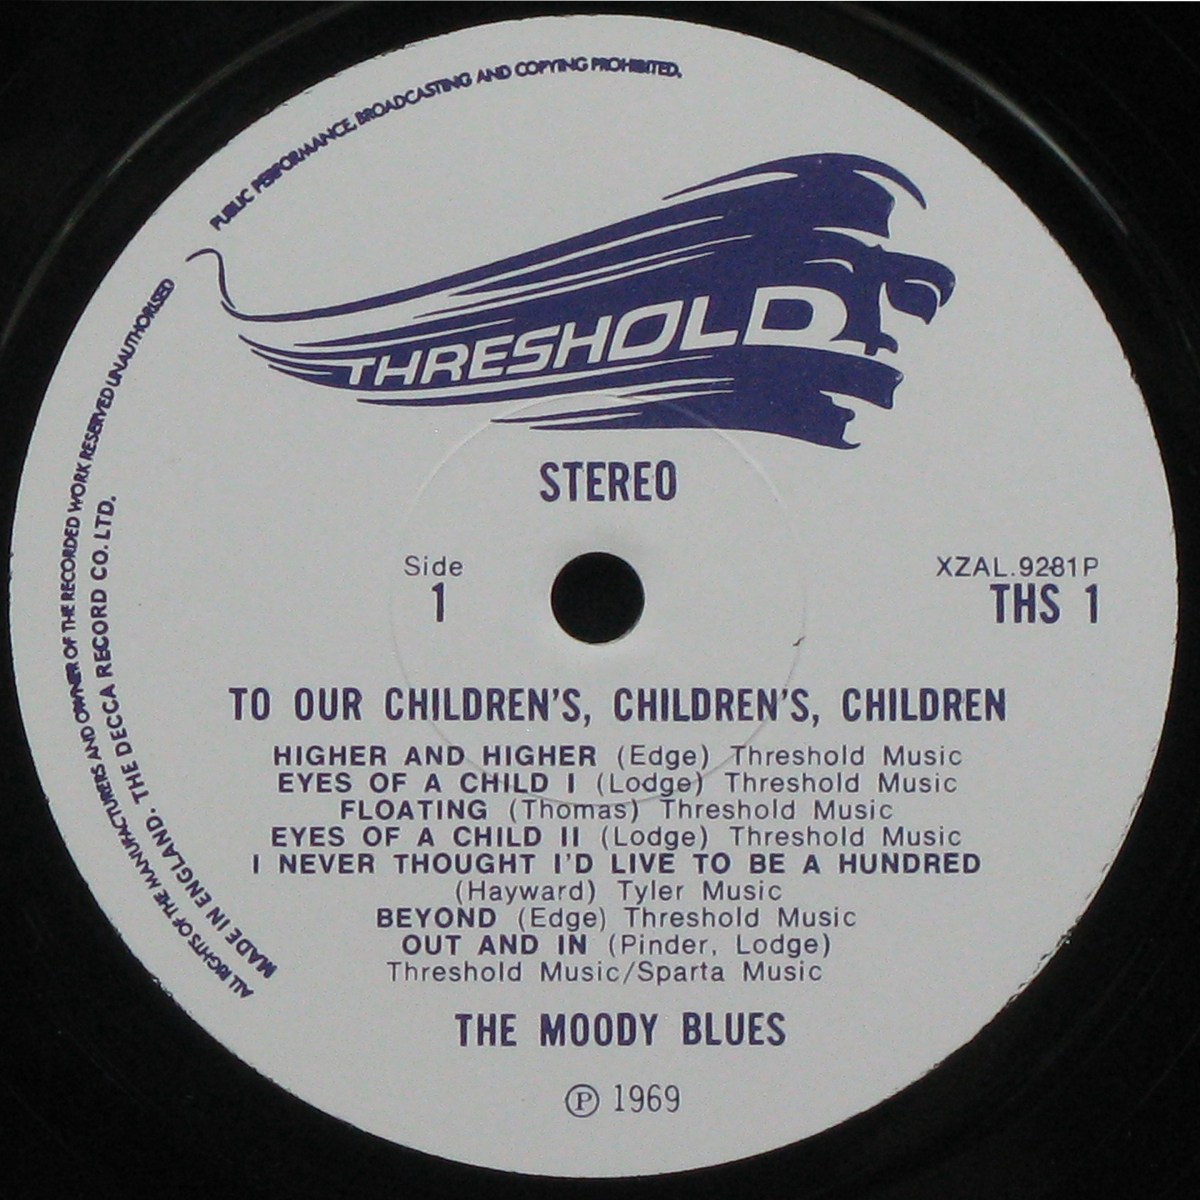 PUBLIC PERFORMANCE, BROADCASTING AND COPYING PROHIBITED,
ALL RIGHTS OF THE MANUFACTURERS AND OWNER OF THE RECORDED WORK RESERVED UNAUTHORISED
MADE IN ENGLAND. THE DECCA RECORD CO. LTD.
THRESHOLD
STEREO
Side
1
XZAL.9281P
THS 1
TO OUR CHILDREN'S, CHILDREN'S, CHILDREN
HIGHER AND HIGHER (Edge) Threshold Music
EYES OF A CHILD I (Lodge) Threshold Music
FLOATING (Thomas) Threshold Music
EYES OF A CHILD II (Lodge) Threshold Music
I NEVER THOUGHT I'D LIVE TO BE A HUNDRED
(Hayward) Tyler Music
BEYOND (Edge) Threshold Music
OUT AND IN (Pinder, Lodge)
Threshold Music/Sparta Music
THE MOODY BLUES
Ⓟ 1969